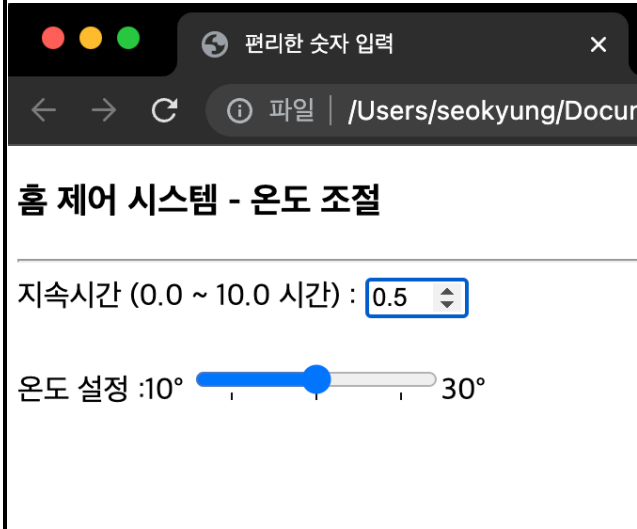 편리한 숫자 입력
파일 | /Users/seokyung/Docu
홈 제어 시스템 - 온도 조절
지속시간 (0.0 ~ 10.0 시간) : 0.5
온도 설정 :10° 30°